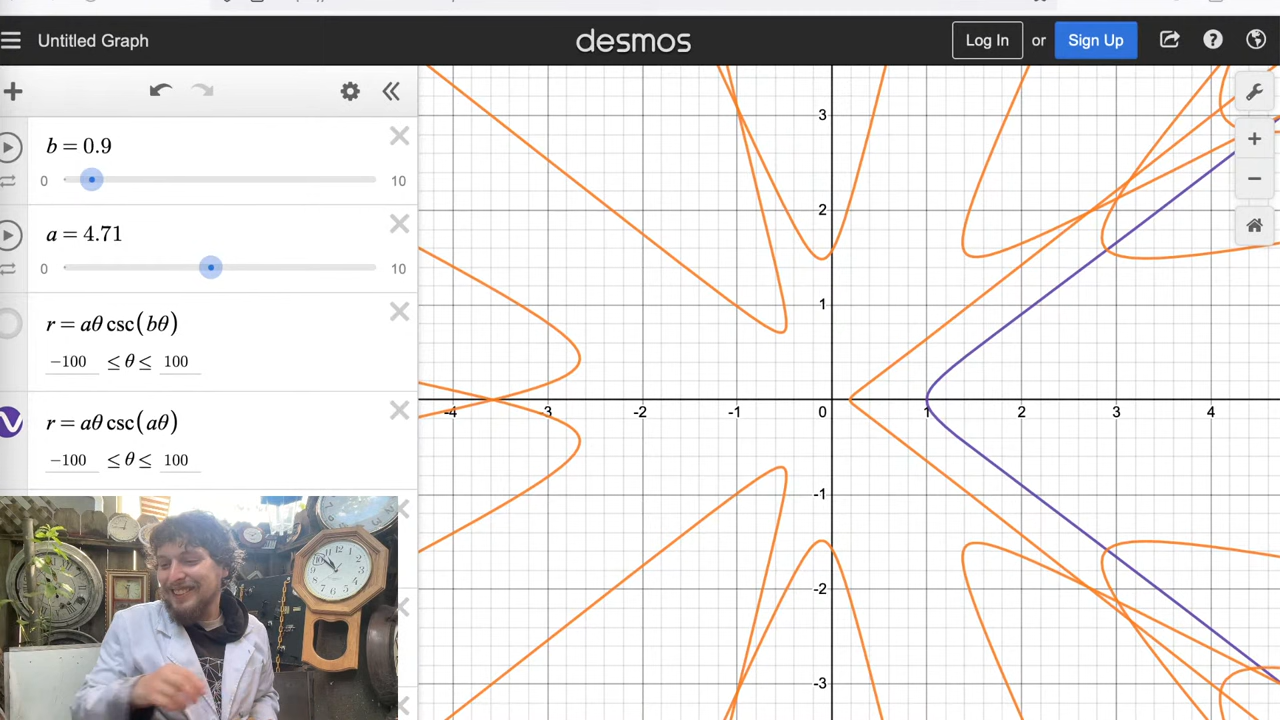 Untitled Graph
desmos
Log In or Sign Up
b = 0.9
0 10
a = 4.71
0 10
r = aθ csc(bθ)
−100 ≤ θ ≤ 100
r = aθ csc(aθ)
−100 ≤ θ ≤ 100
3
2
1
-4 -3 -2 -1 0 1 2 3 4
-1
-2
-3